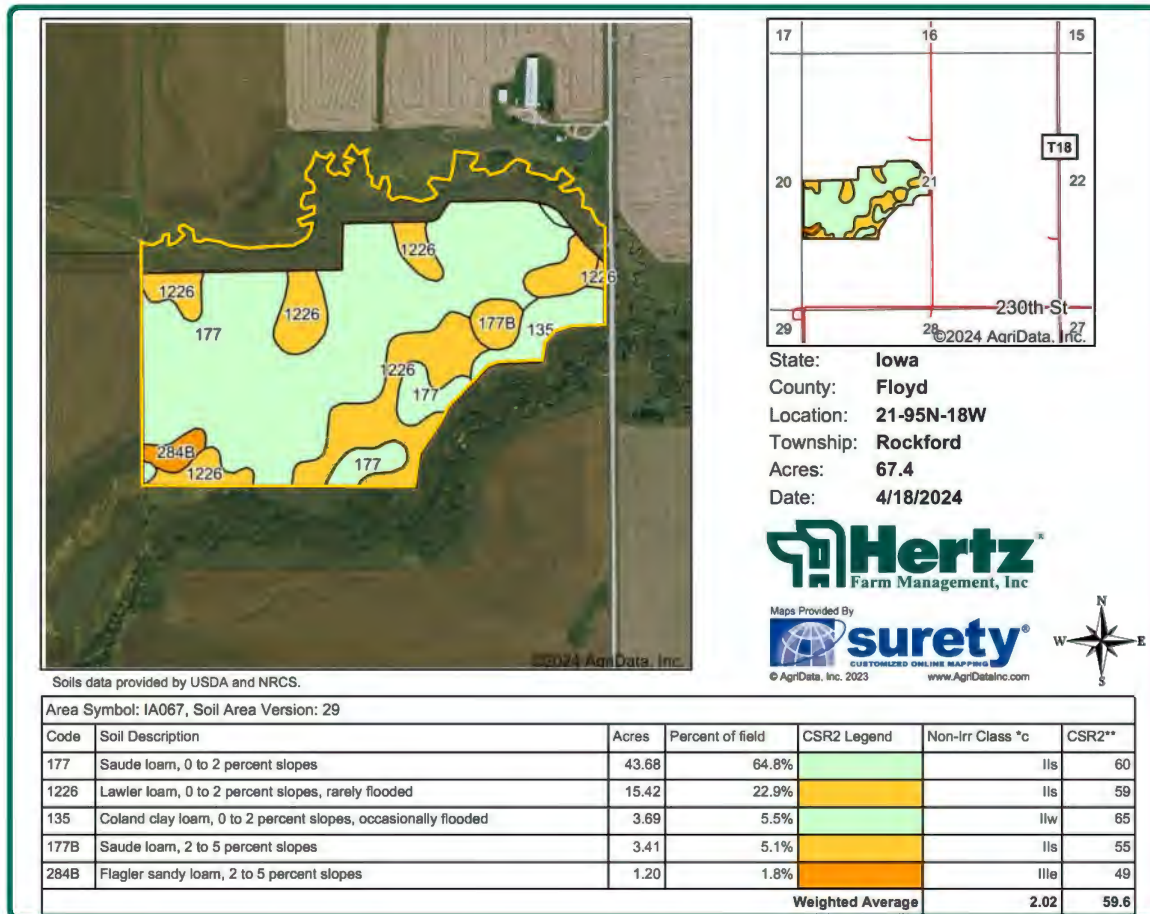 1226
1226
1226
1226
177
177B
135
1226
177
284B
1226
177
©2024 AgriData, Inc.
17 16 15
T18
20 21 22
230th St
29 28 27
©2024 AgriData, Inc.
State: Iowa
County: Floyd
Location: 21-95N-18W
Township: Rockford
Acres: 67.4
Date: 4/18/2024
Hertz®
Farm Management, Inc
Maps Provided By
surety®
CUSTOMIZED ONLINE MAPPING
© AgriData, Inc. 2023 www.AgriDataInc.com
N
W E
S
Soils data provided by USDA and NRCS.
Area Symbol: IA067, Soil Area Version: 29
Code Soil Description Acres Percent of field CSR2 Legend Non-Irr Class *c CSR2**
177 Saude loam, 0 to 2 percent slopes 43.68 64.8% IIs 60
1226 Lawler loam, 0 to 2 percent slopes, rarely flooded 15.42 22.9% IIs 59
135 Coland clay loam, 0 to 2 percent slopes, occasionally flooded 3.69 5.5% IIw 65
177B Saude loam, 2 to 5 percent slopes 3.41 5.1% IIs 55
284B Flagler sandy loam, 2 to 5 percent slopes 1.20 1.8% IIIe 49
Weighted Average 2.02 59.6